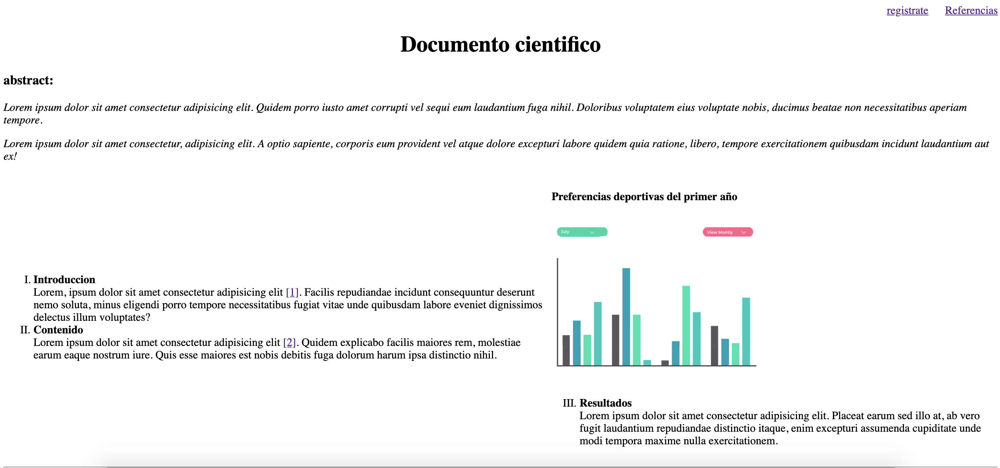 registrate Referencias
Documento cientifico
abstract:
Lorem ipsum dolor sit amet consectetur adipisicing elit. Quidem porro iusto amet corrupti vel sequi eum laudantium fuga nihil. Doloribus voluptatem eius voluptate nobis, ducimus beatae non necessitatibus aperiam
tempore.
Lorem ipsum dolor sit amet consectetur, adipisicing elit. A optio sapiente, corporis eum provident vel atque dolore excepturi labore quidem quia ratione, libero, tempore exercitationem quibusdam incidunt laudantium aut
ex!
I. Introduccion
Lorem, ipsum dolor sit amet consectetur adipisicing elit [1]. Facilis repudiandae incidunt consequuntur deserunt
nemo soluta, minus eligendi porro tempore necessitatibus fugiat vitae unde quibusdam labore eveniet dignissimos
delectus illum voluptates?
II. Contenido
Lorem ipsum dolor sit amet consectetur adipisicing elit [2]. Quidem explicabo facilis maiores rem, molestiae
earum eaque nostrum iure. Quis esse maiores est nobis debitis fuga dolorum harum ipsa distinctio nihil.
Preferencias deportivas del primer año
July
View Montly
III. Resultados
Lorem ipsum dolor sit amet consectetur adipisicing elit. Placeat earum sed illo at, ab vero
fugit laudantium repudiandae distinctio itaque, enim excepturi assumenda cupiditate unde
modi tempora maxime nulla exercitationem.